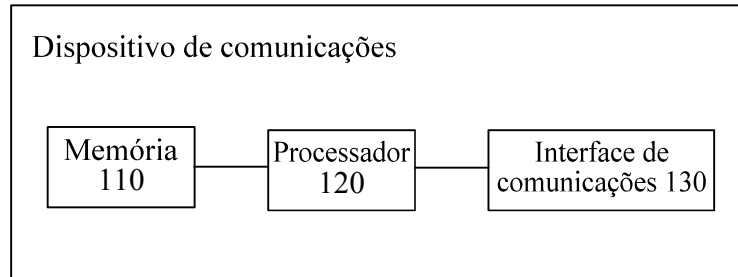 Dispositivo de comunicações
Memória
110
Processador
120
Interface de
comunicações 130